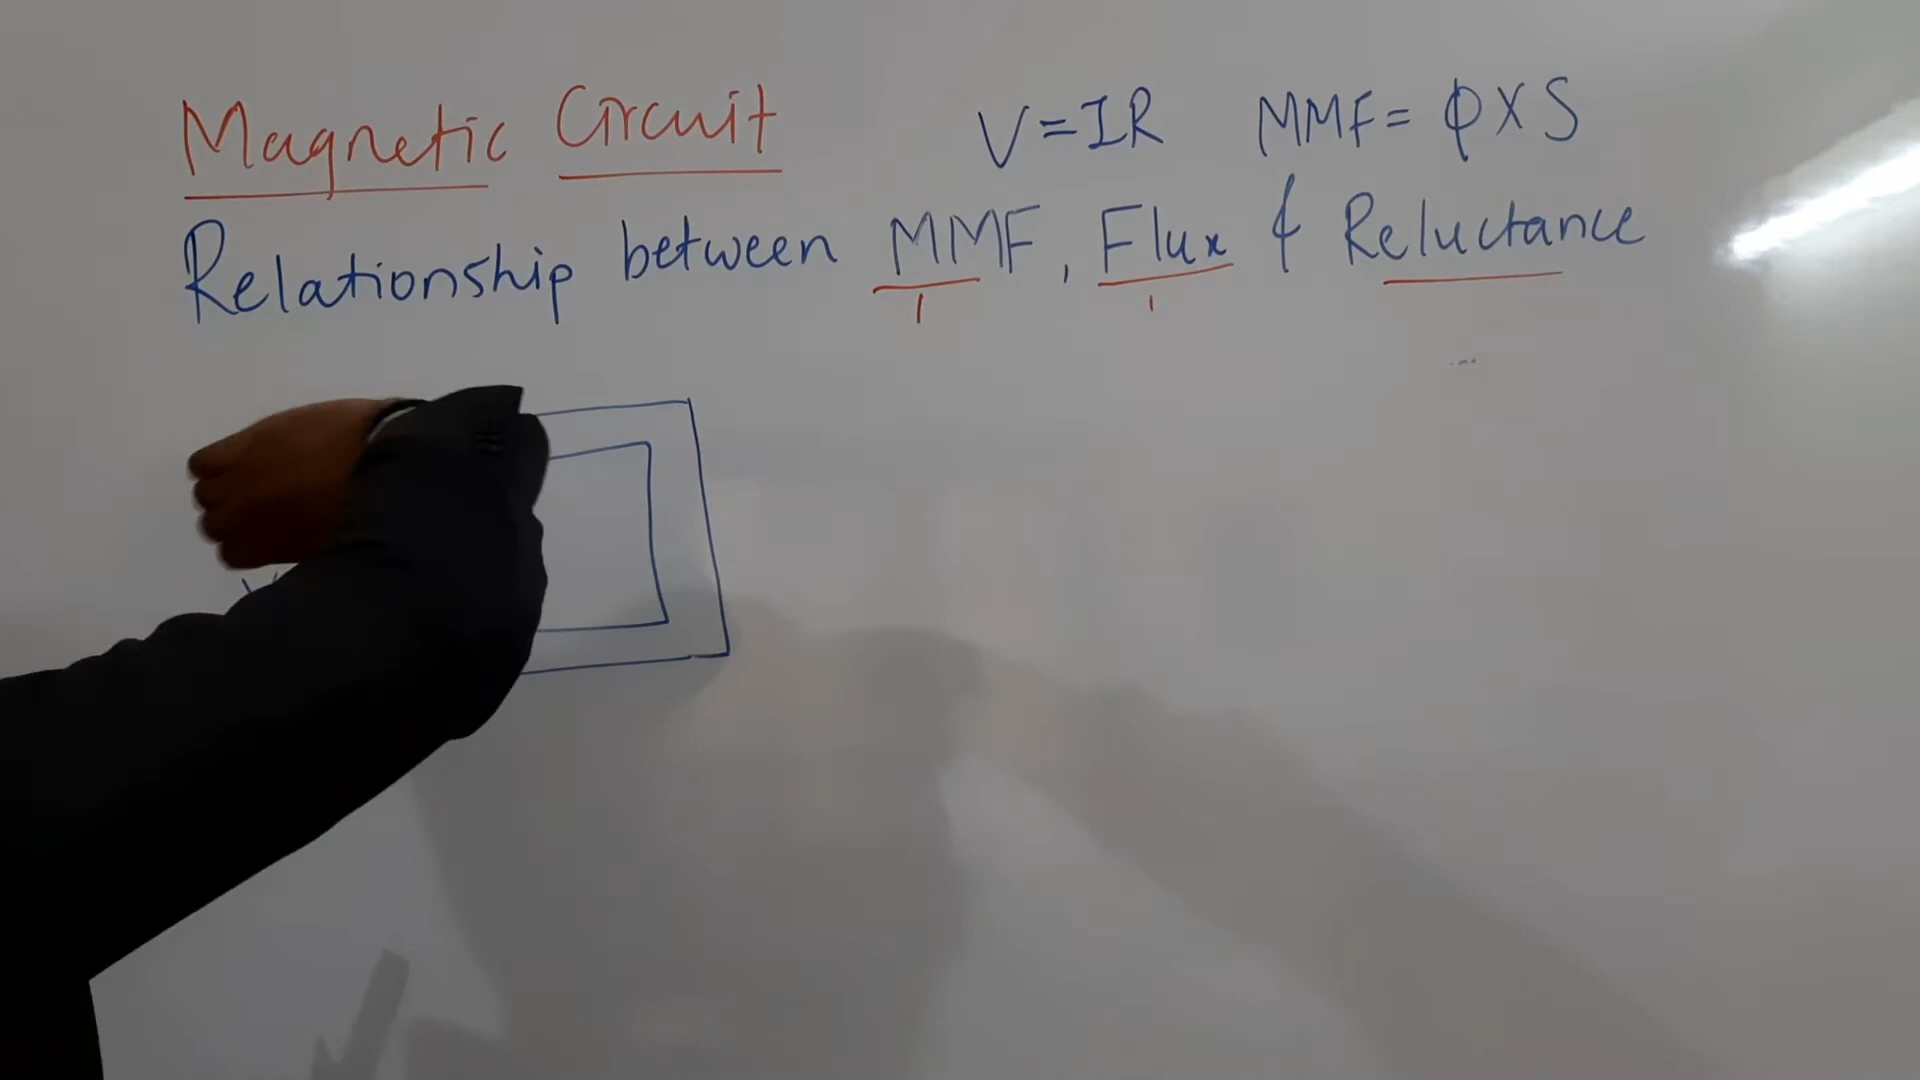 Magnetic Circuit V=IR MMF= ϕXS
Relationship between MMF, Flux & Reluctance